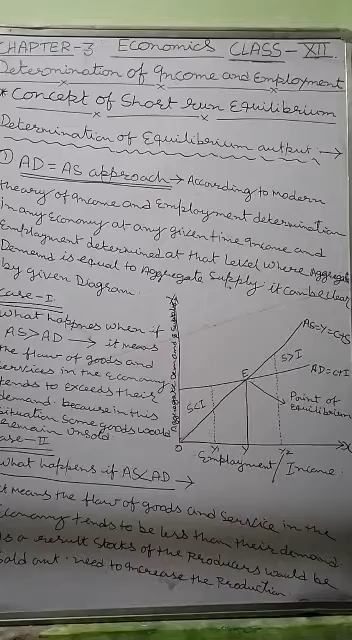 CHAPTER-3 Economics CLASS-XII.
Determination of Income and Employment
* Concept of Short run Equilibrium
Determination of Equilibrium output →
① AD = AS approach → According to Modern
theory of Income and Employment determination
in any Economy at any given time Income and
Employment determined at that Level where Aggregate
Demand is equal to Aggregate Supply it can be clear
by given Diagram.
Case-I
What happnes when if
AS>AD → it means
the flow of goods and
services in the Economy
tends to exceeds their
demand. because in this
situation some goods would
remain unsold.
Case-II
What happens if AS<AD →
it means the flow of goods and service in the
Economy tends to be less than their demand
as a result stocks of the Producers would be
sold out. need to increase the Production
Y
Aggregate Demand & Supply
AS=Y=C+S
S>I
AD=C+I
E
S<I
Point of
Equilibrium
O Y1 Y Y2 X
Employment/Income